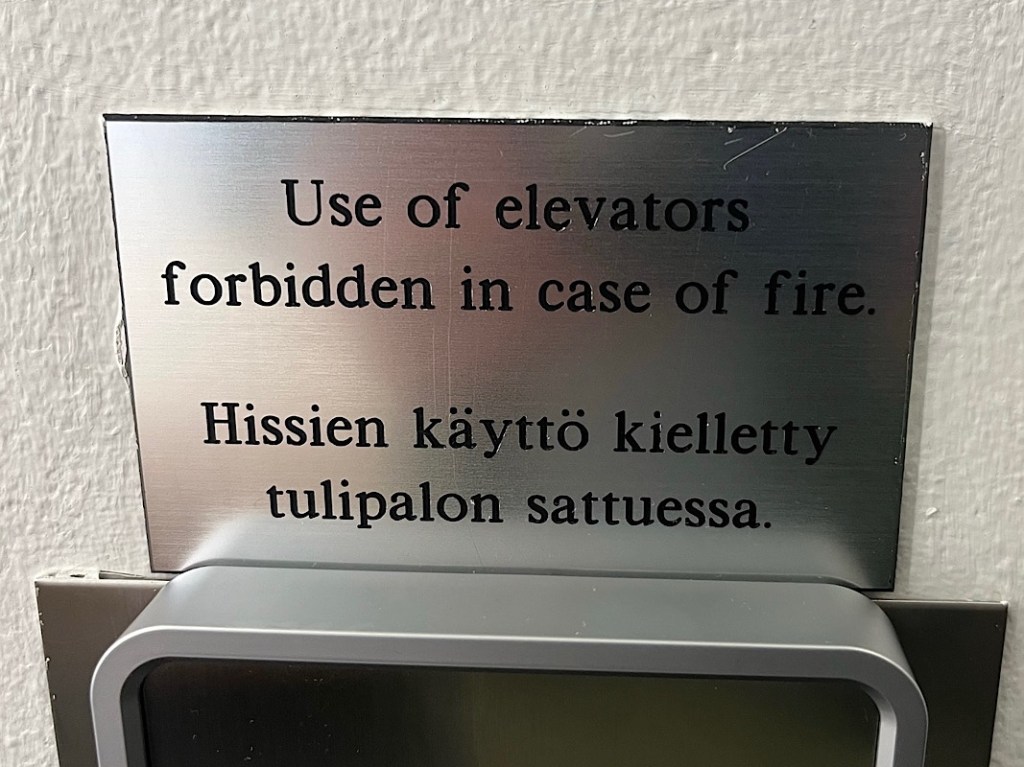 Use of elevators
forbidden in case of fire.
Hissien käyttö kielletty
tulipalon sattuessa.